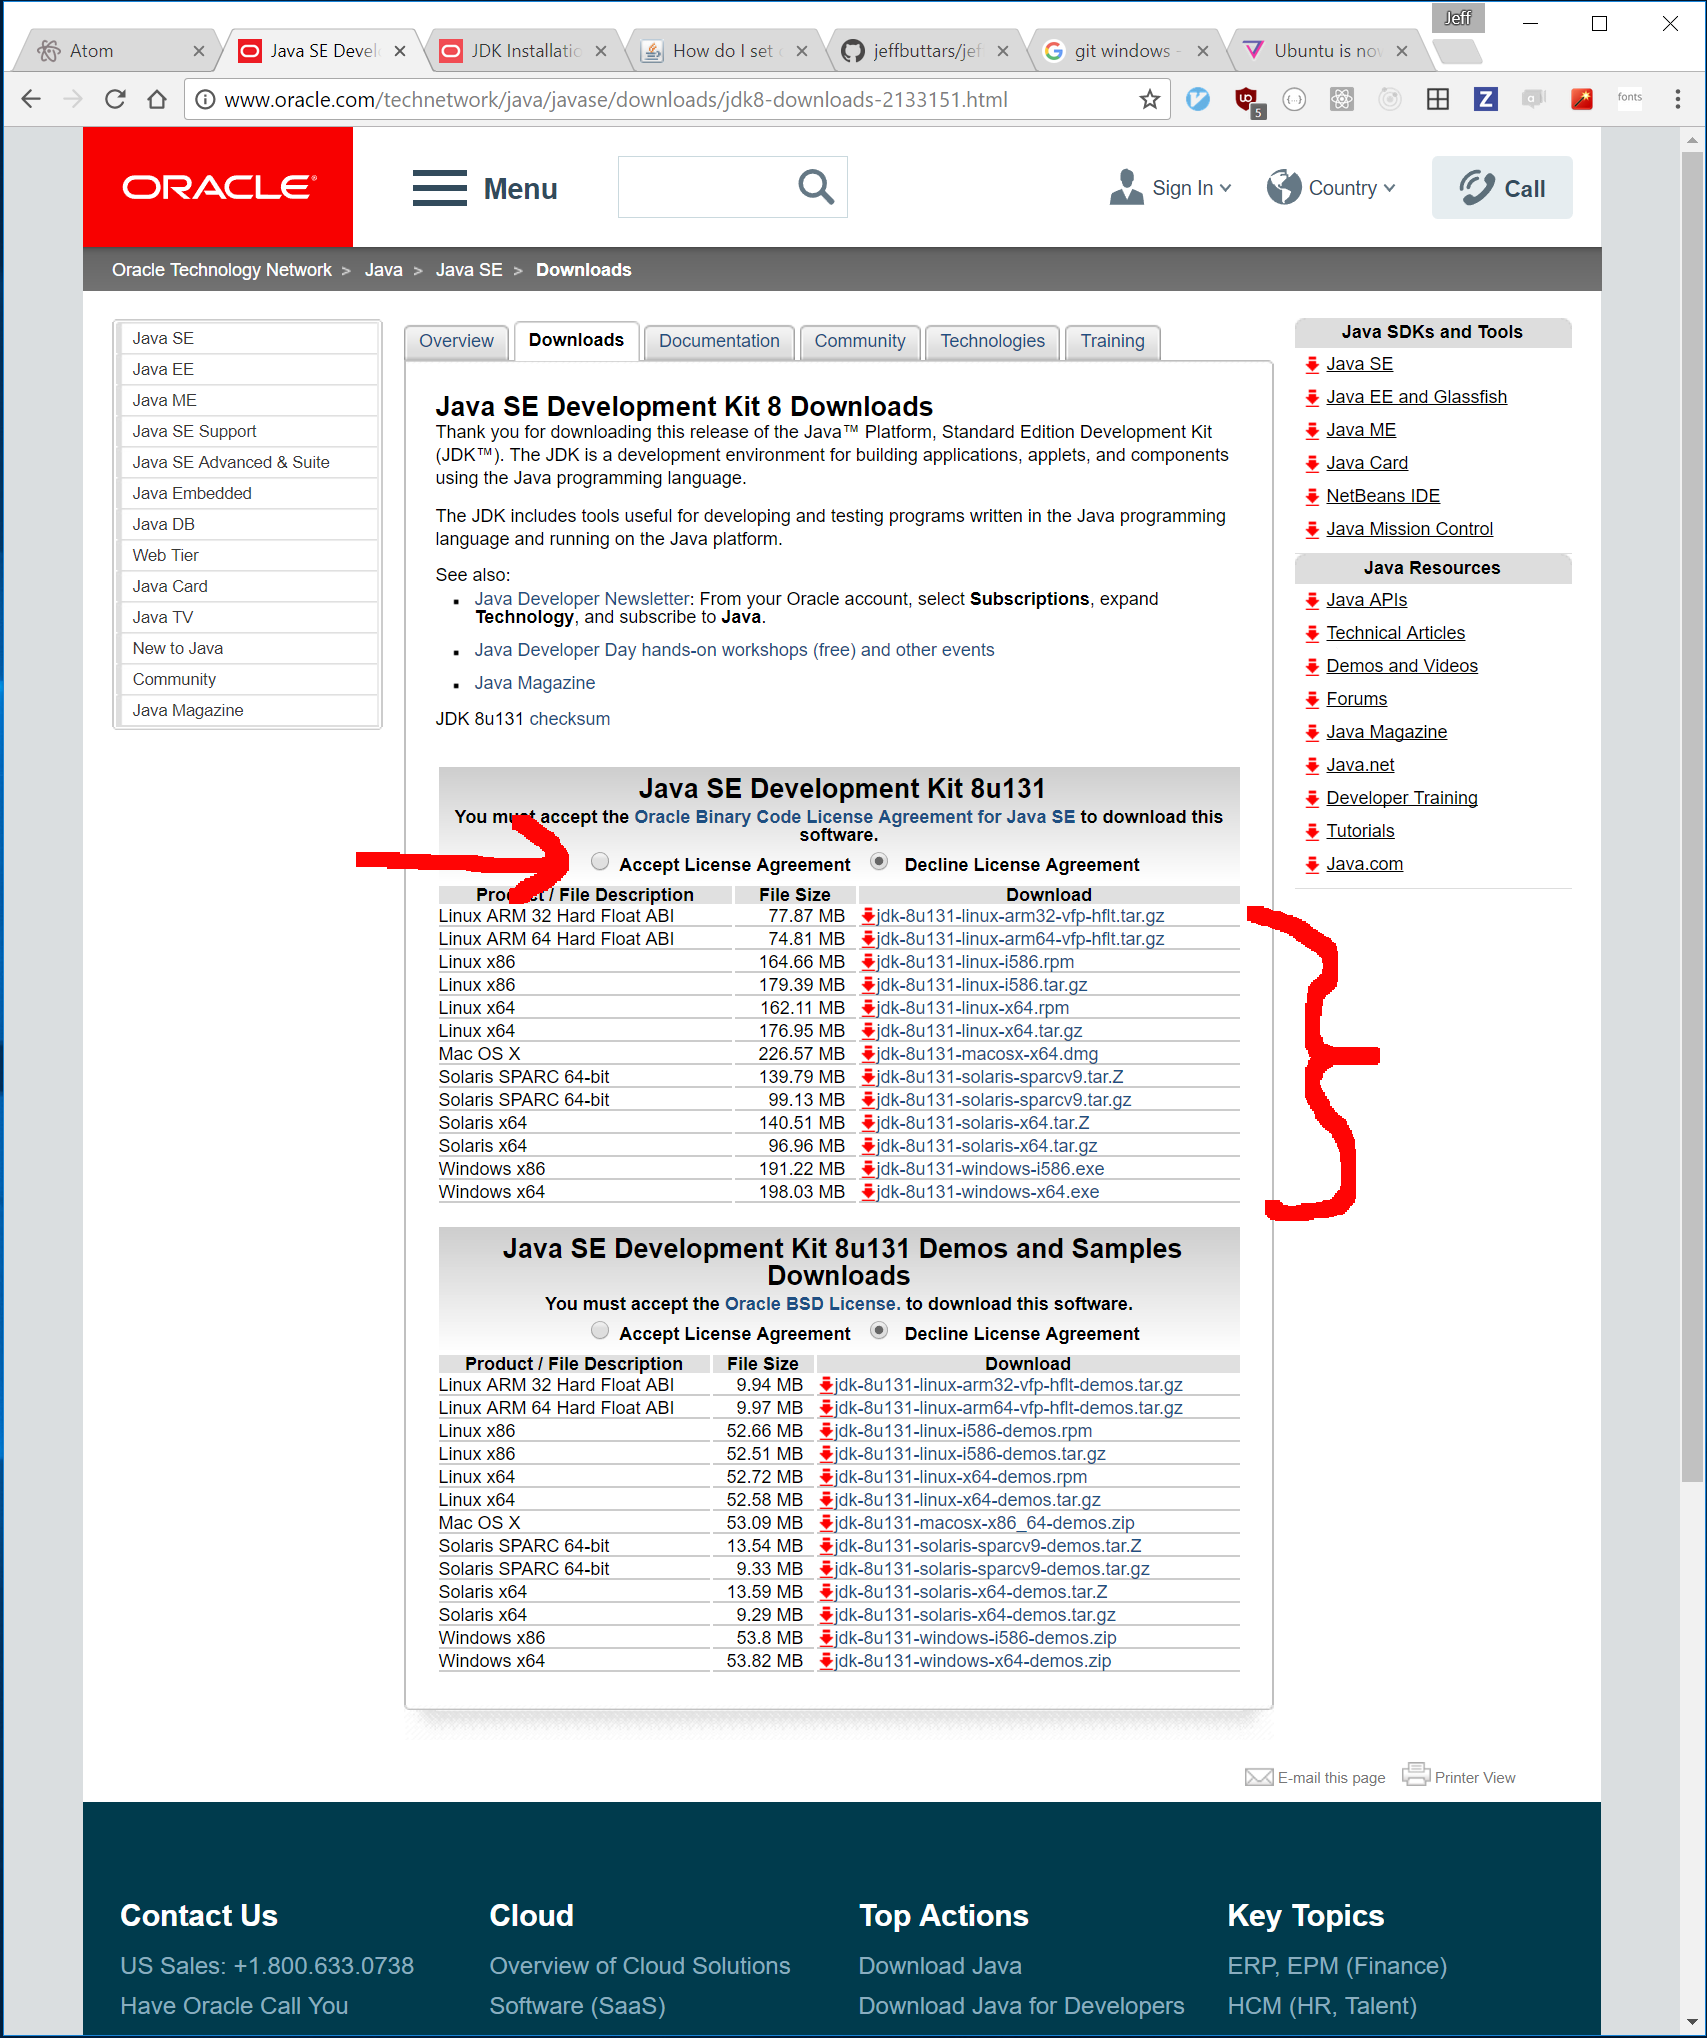 Jeff
Atom
Java SE Devel
JDK Installatio
How do I set
jeffbuttars/jef
git windows -
Ubuntu is now
www.oracle.com/technetwork/java/javase/downloads/jdk8-downloads-2133151.html
5
fonts
ORACLE
Menu
Sign In
Country
Call
Oracle Technology Network > Java > Java SE > Downloads
Java SE
Java EE
Java ME
Java SE Support
Java SE Advanced & Suite
Java Embedded
Java DB
Web Tier
Java Card
Java TV
New to Java
Community
Java Magazine
Overview
Downloads
Documentation
Community
Technologies
Training
Java SE Development Kit 8 Downloads
Thank you for downloading this release of the Java™ Platform, Standard Edition Development Kit
(JDK™). The JDK is a development environment for building applications, applets, and components
using the Java programming language.
The JDK includes tools useful for developing and testing programs written in the Java programming
language and running on the Java platform.
See also:
Java Developer Newsletter: From your Oracle account, select Subscriptions, expand
Technology, and subscribe to Java.
Java Developer Day hands-on workshops (free) and other events
Java Magazine
JDK 8u131 checksum
Java SE Development Kit 8u131
You must accept the Oracle Binary Code License Agreement for Java SE to download this
software.
Accept License Agreement Decline License Agreement
Product / File Description File Size Download
Linux ARM 32 Hard Float ABI 77.87 MB jdk-8u131-linux-arm32-vfp-hflt.tar.gz
Linux ARM 64 Hard Float ABI 74.81 MB jdk-8u131-linux-arm64-vfp-hflt.tar.gz
Linux x86 164.66 MB jdk-8u131-linux-i586.rpm
Linux x86 179.39 MB jdk-8u131-linux-i586.tar.gz
Linux x64 162.11 MB jdk-8u131-linux-x64.rpm
Linux x64 176.95 MB jdk-8u131-linux-x64.tar.gz
Mac OS X 226.57 MB jdk-8u131-macosx-x64.dmg
Solaris SPARC 64-bit 139.79 MB jdk-8u131-solaris-sparcv9.tar.Z
Solaris SPARC 64-bit 99.13 MB jdk-8u131-solaris-sparcv9.tar.gz
Solaris x64 140.51 MB jdk-8u131-solaris-x64.tar.Z
Solaris x64 96.96 MB jdk-8u131-solaris-x64.tar.gz
Windows x86 191.22 MB jdk-8u131-windows-i586.exe
Windows x64 198.03 MB jdk-8u131-windows-x64.exe
Java SE Development Kit 8u131 Demos and Samples
Downloads
You must accept the Oracle BSD License. to download this software.
Accept License Agreement Decline License Agreement
Product / File Description File Size Download
Linux ARM 32 Hard Float ABI 9.94 MB jdk-8u131-linux-arm32-vfp-hflt-demos.tar.gz
Linux ARM 64 Hard Float ABI 9.97 MB jdk-8u131-linux-arm64-vfp-hflt-demos.tar.gz
Linux x86 52.66 MB jdk-8u131-linux-i586-demos.rpm
Linux x86 52.51 MB jdk-8u131-linux-i586-demos.tar.gz
Linux x64 52.72 MB jdk-8u131-linux-x64-demos.rpm
Linux x64 52.58 MB jdk-8u131-linux-x64-demos.tar.gz
Mac OS X 53.09 MB jdk-8u131-macosx-x86_64-demos.zip
Solaris SPARC 64-bit 13.54 MB jdk-8u131-solaris-sparcv9-demos.tar.Z
Solaris SPARC 64-bit 9.33 MB jdk-8u131-solaris-sparcv9-demos.tar.gz
Solaris x64 13.59 MB jdk-8u131-solaris-x64-demos.tar.Z
Solaris x64 9.29 MB jdk-8u131-solaris-x64-demos.tar.gz
Windows x86 53.8 MB jdk-8u131-windows-i586-demos.zip
Windows x64 53.82 MB jdk-8u131-windows-x64-demos.zip
Java SDKs and Tools
Java SE
Java EE and Glassfish
Java ME
Java Card
NetBeans IDE
Java Mission Control
Java Resources
Java APIs
Technical Articles
Demos and Videos
Forums
Java Magazine
Java.net
Developer Training
Tutorials
Java.com
E-mail this page
Printer View
Contact Us
US Sales: +1.800.633.0738
Have Oracle Call You
Cloud
Overview of Cloud Solutions
Software (SaaS)
Top Actions
Download Java
Download Java for Developers
Key Topics
ERP, EPM (Finance)
HCM (HR, Talent)